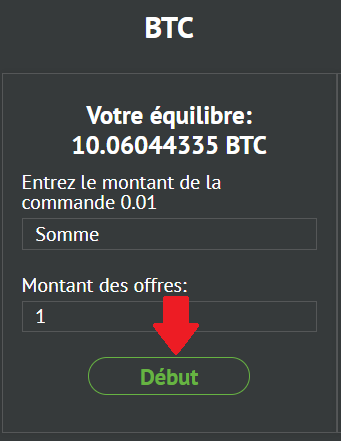 BTC
Votre équilibre:
10.06044335 BTC
Entrez le montant de la
commande 0.01
Somme
Montant des offres:
1
Début